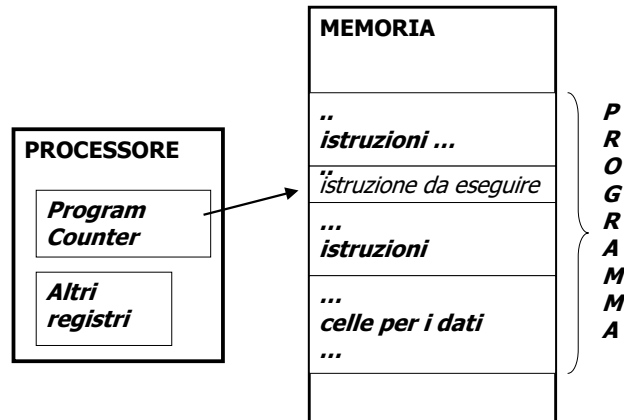 MEMORIA
..
istruzioni ...
..
istruzione da eseguire
...
istruzioni
...
celle per i dati
...
PROCESSORE
Program
Counter
Altri
registri
P
R
O
G
R
A
M
M
A